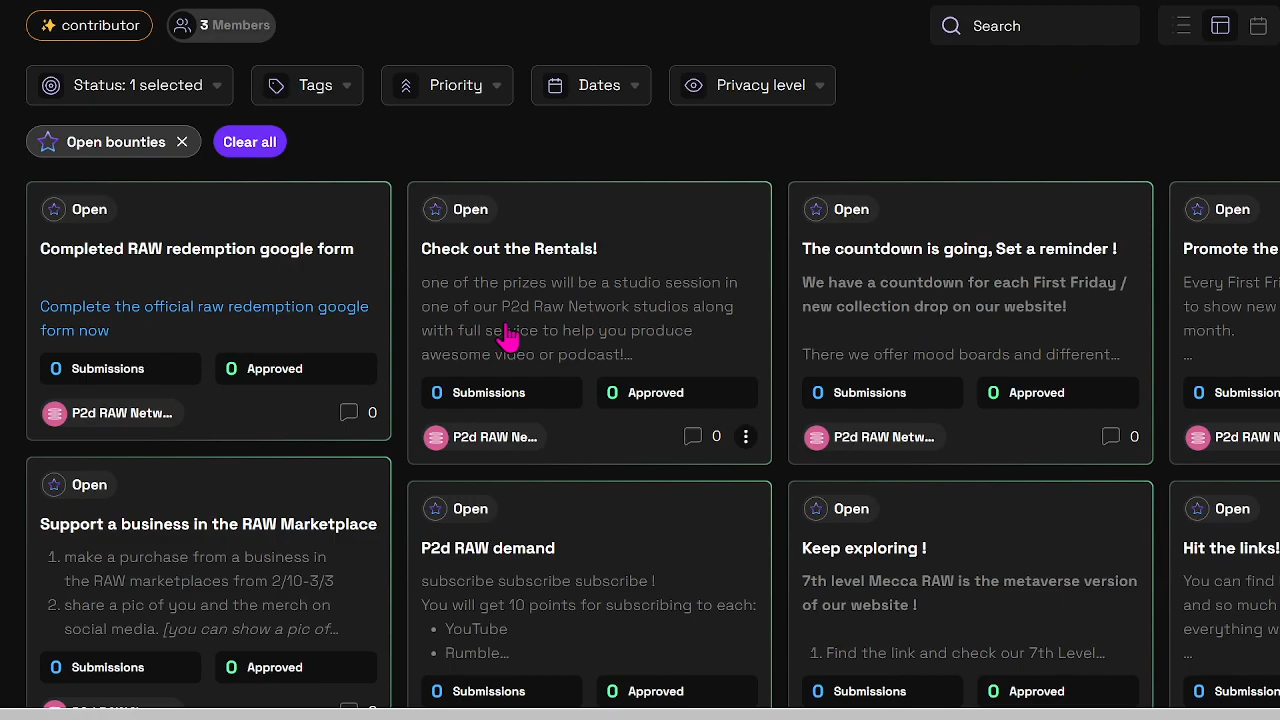 contributor
3 Members
Search
Status: 1 selected
Tags
Priority
Dates
Privacy level
Open bounties
Clear all
Open
Completed RAW redemption google form
Complete the official raw redemption google
form now
0 Submissions
0 Approved
P2d RAW Netw...
0
Open
Check out the Rentals!
one of the prizes will be a studio session in
one of our P2d Raw Network studios along
with full service to help you produce
awesome video or podcast!...
0 Submissions
0 Approved
P2d RAW Ne...
0
Open
The countdown is going, Set a reminder !
We have a countdown for each First Friday /
new collection drop on our website!
There we offer mood boards and different...
0 Submissions
0 Approved
P2d RAW Netw...
0
Open
Promote the
Every First Fr
to show new
month.
...
0 Submission
P2d RAW N
Open
Support a business in the RAW Marketplace
1. make a purchase from a business in
the RAW marketplaces from 2/10-3/3
2. share a pic of you and the merch on
social media. [you can show a pic of...
0 Submissions
0 Approved
Open
P2d RAW demand
subscribe subscribe subscribe !
You will get 10 points for subscribing to each:
• YouTube
• Rumble...
0 Submissions
0 Approved
Open
Keep exploring !
7th level Mecca RAW is the metaverse version
of our website !
1. Find the link and check our 7th Level...
0 Submissions
0 Approved
Open
Hit the links!
You can find
and so much
everything w
...
0 Submission